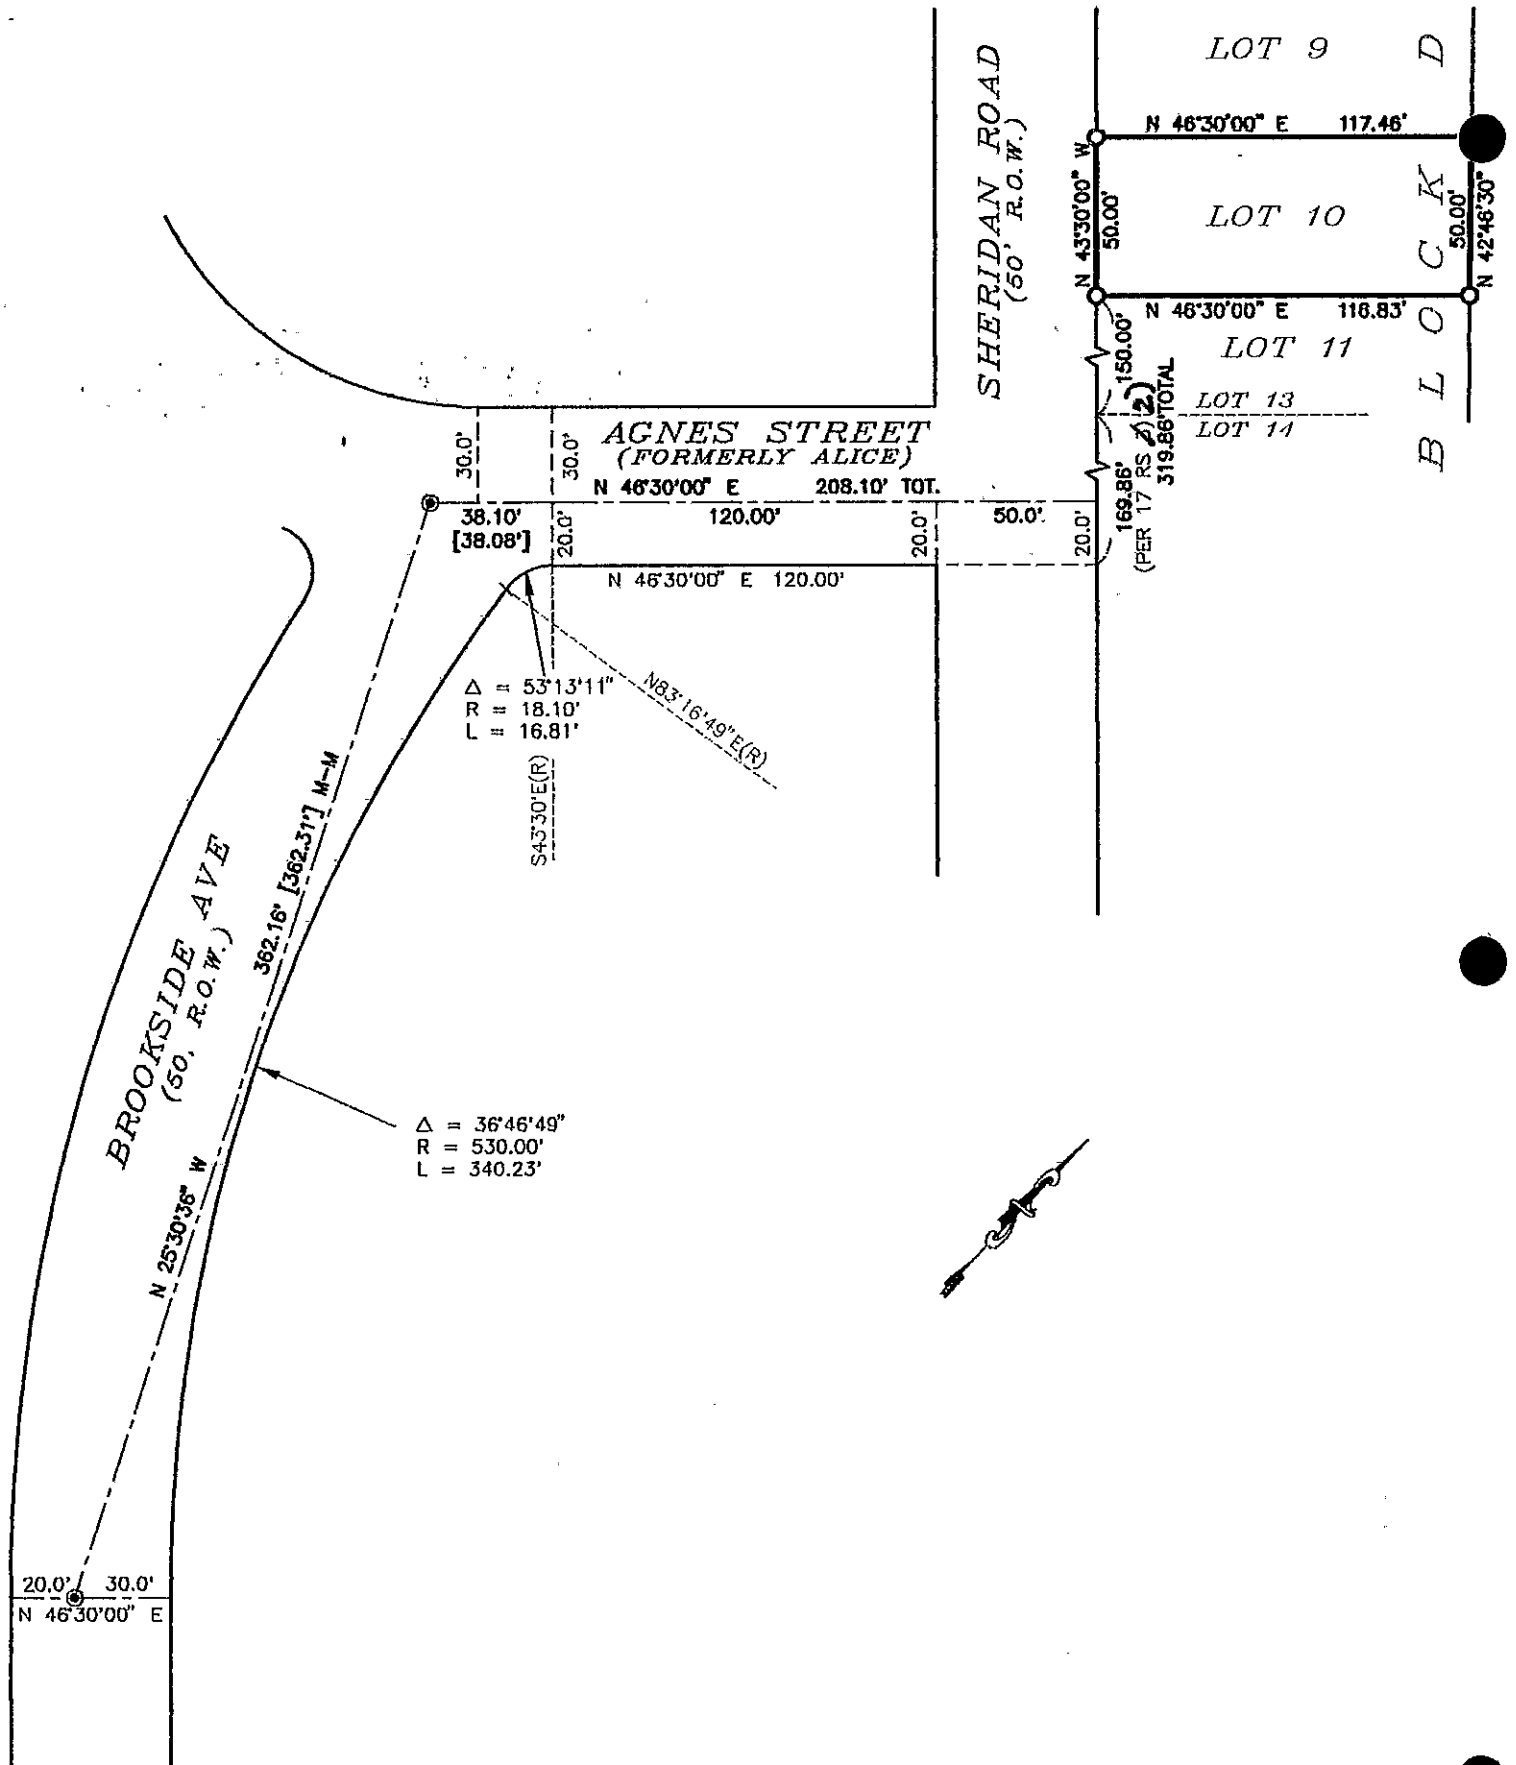 LOT 9
BLOCK D
N 46°30'00" E 117.46'
SHERIDAN ROAD
(50' R.O.W.)
N 43°30'00" W
50.00'
LOT 10
50.00'
N 42°46'30"
N 46°30'00" E 116.83'
LOT 11
150.00'
319.86' TOTAL
LOT 13
LOT 14
169.86'
(PER 17 RS 2)
AGNES STREET
(FORMERLY ALICE)
30.0'
30.0'
N 46°30'00" E 208.10' TOT.
38.10'
[38.08']
120.00'
50.0'
20.0'
20.0'
20.0'
N 46°30'00" E 120.00'
Δ = 53°13'11"
R = 18.10'
L = 16.81'
N83°16'49"E(R)
S43°30'E(R)
362.16' [362.31'] M-M
BROOKSIDE AVE
(50, R.O.W.)
Δ = 36°46'49"
R = 530.00'
L = 340.23'
N 25°30'36" W
20.0' 30.0'
N 46°30'00" E